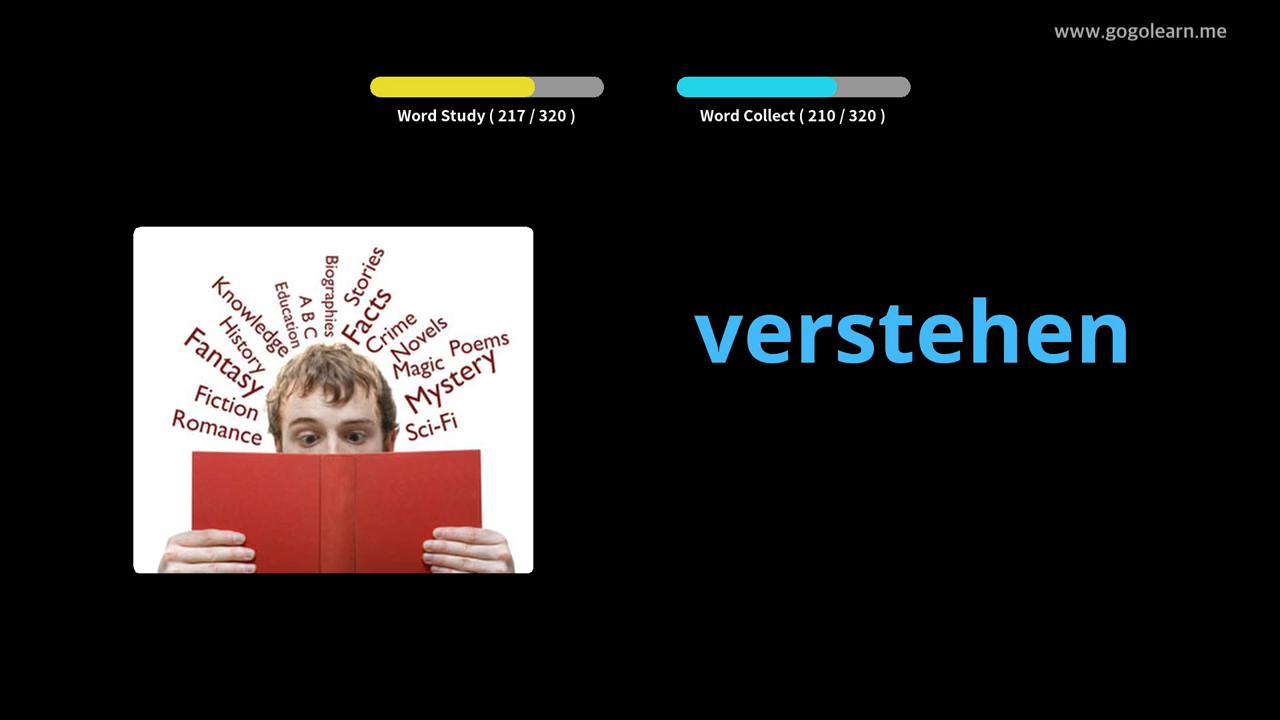 www.gogolearn.me
Word Study ( 217 / 320 )
Word Collect ( 210 / 320 )
Romance
Fiction
Fantasy
History
Knowledge
Education
A B C
Biographies
Stories
Facts
Crime
Novels
Magic
Poems
Mystery
Sci-Fi
verstehen